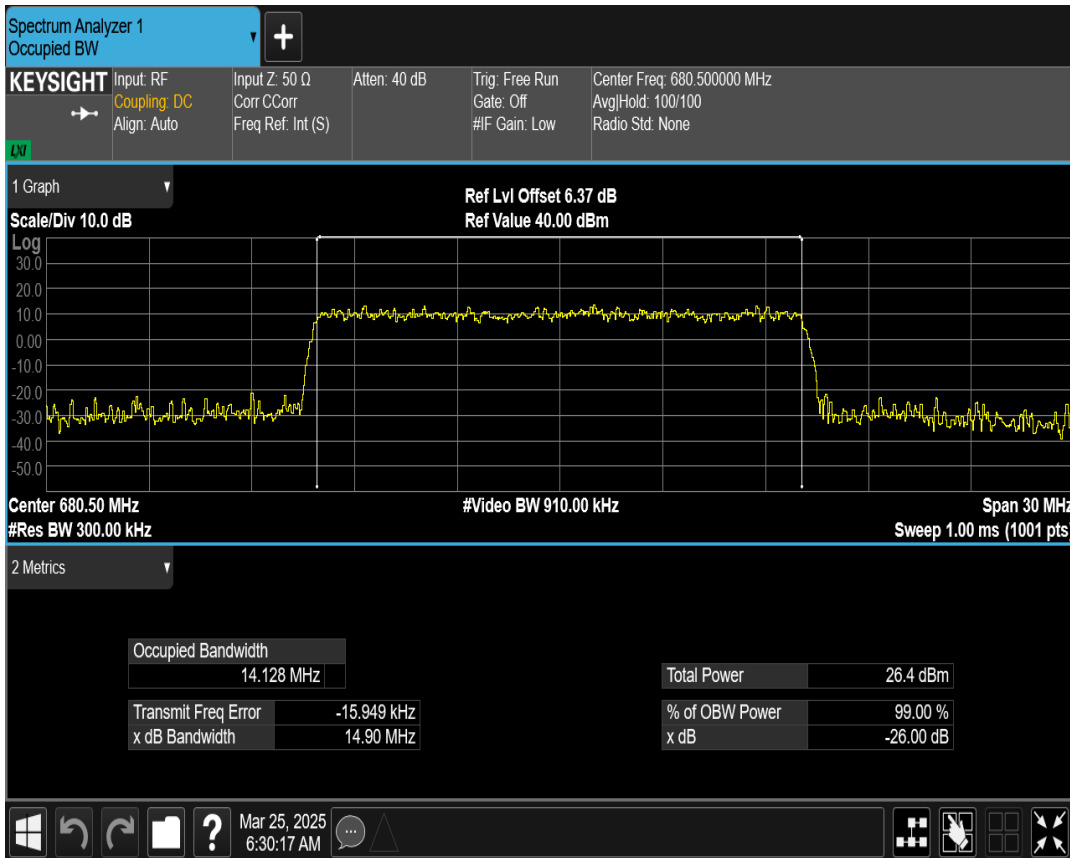 Spectrum Analyzer 1
Occupied BW
+
KEYSIGHT
LXI
Input: RF
Coupling: DC
Align: Auto
Input Z: 50 Ω
Corr CCorr
Freq Ref: Int (S)
Atten: 40 dB
Trig: Free Run
Gate: Off
#IF Gain: Low
Center Freq: 680.500000 MHz
Avg|Hold: 100/100
Radio Std: None
1 Graph
Scale/Div 10.0 dB
Ref Lvl Offset 6.37 dB
Ref Value 40.00 dBm
Log
30.0
20.0
10.0
0.00
-10.0
-20.0
-30.0
-40.0
-50.0
Center 680.50 MHz
#Video BW 910.00 kHz
Span 30 MHz
#Res BW 300.00 kHz
Sweep 1.00 ms (1001 pts)
2 Metrics
Occupied Bandwidth
14.128 MHz
Total Power 26.4 dBm
Transmit Freq Error -15.949 kHz
% of OBW Power 99.00 %
x dB Bandwidth 14.90 MHz
x dB -26.00 dB
?
Mar 25, 2025
6:30:17 AM